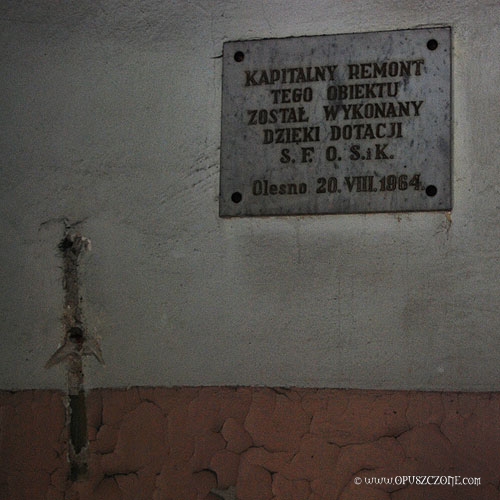 KAPITALNY REMONT
TEGO OBIEKTU
ZOSTAŁ WYKONANY
DZIĘKI DOTACJI
S. F. O. S. i K.
Olesno 20. VIII. 1964.
© WWW.OPUSZCZONE.COM